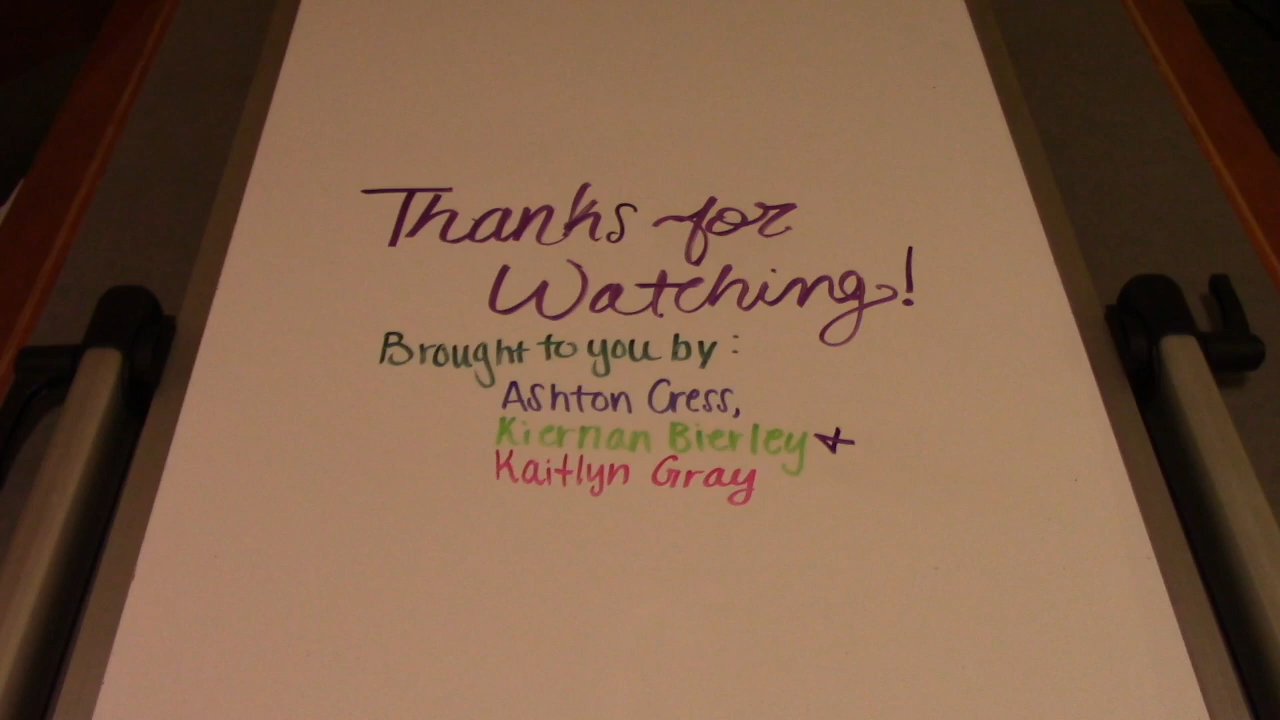 Thanks for
Watching!
Brought to you by:
Ashton Cress,
Kiernan Bierley +
Kaitlyn Gray